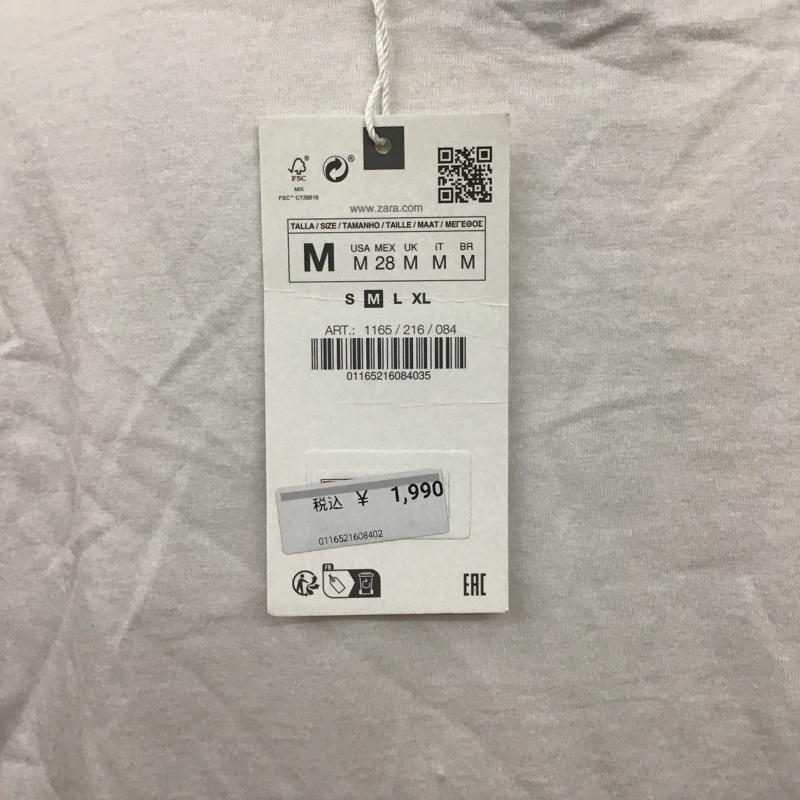 FSC®
MIX
FSC™ C139816
www.zara.com
TALLA / SIZE / TAMANHO / TAILLE / MAAT / ΜΕΓΕΘΟΣ
M
USA MEX UK IT BR
M 28 M M M
S M L XL
ART.: 1165 / 216 / 084
01165216084035
税込 ¥ 1,990
0116521608402
FR
EAC